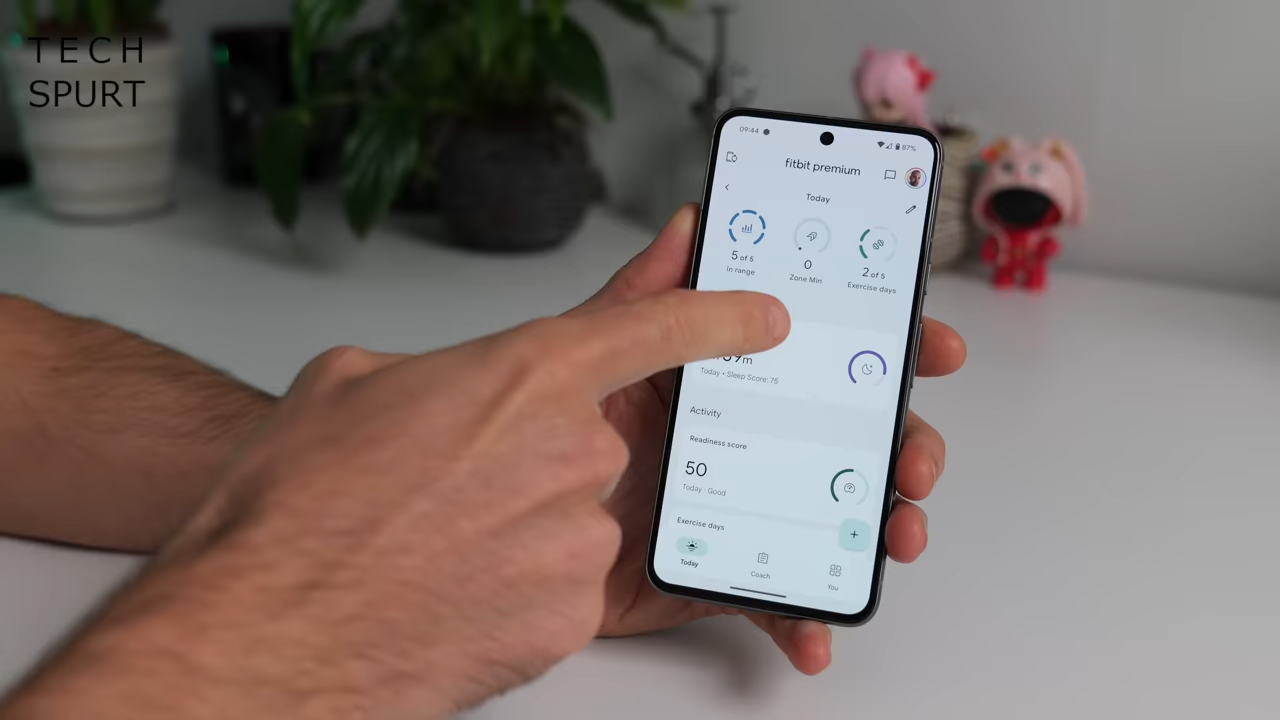 TECH
SPURT
09:44
87%
fitbit premium
Today
5 of 5
In range
0
Zone Min
2 of 5
Exercise days
Today • Sleep Score: 75
Activity
Readiness score
50
Today · Good
Exercise days
Today
Coach
You